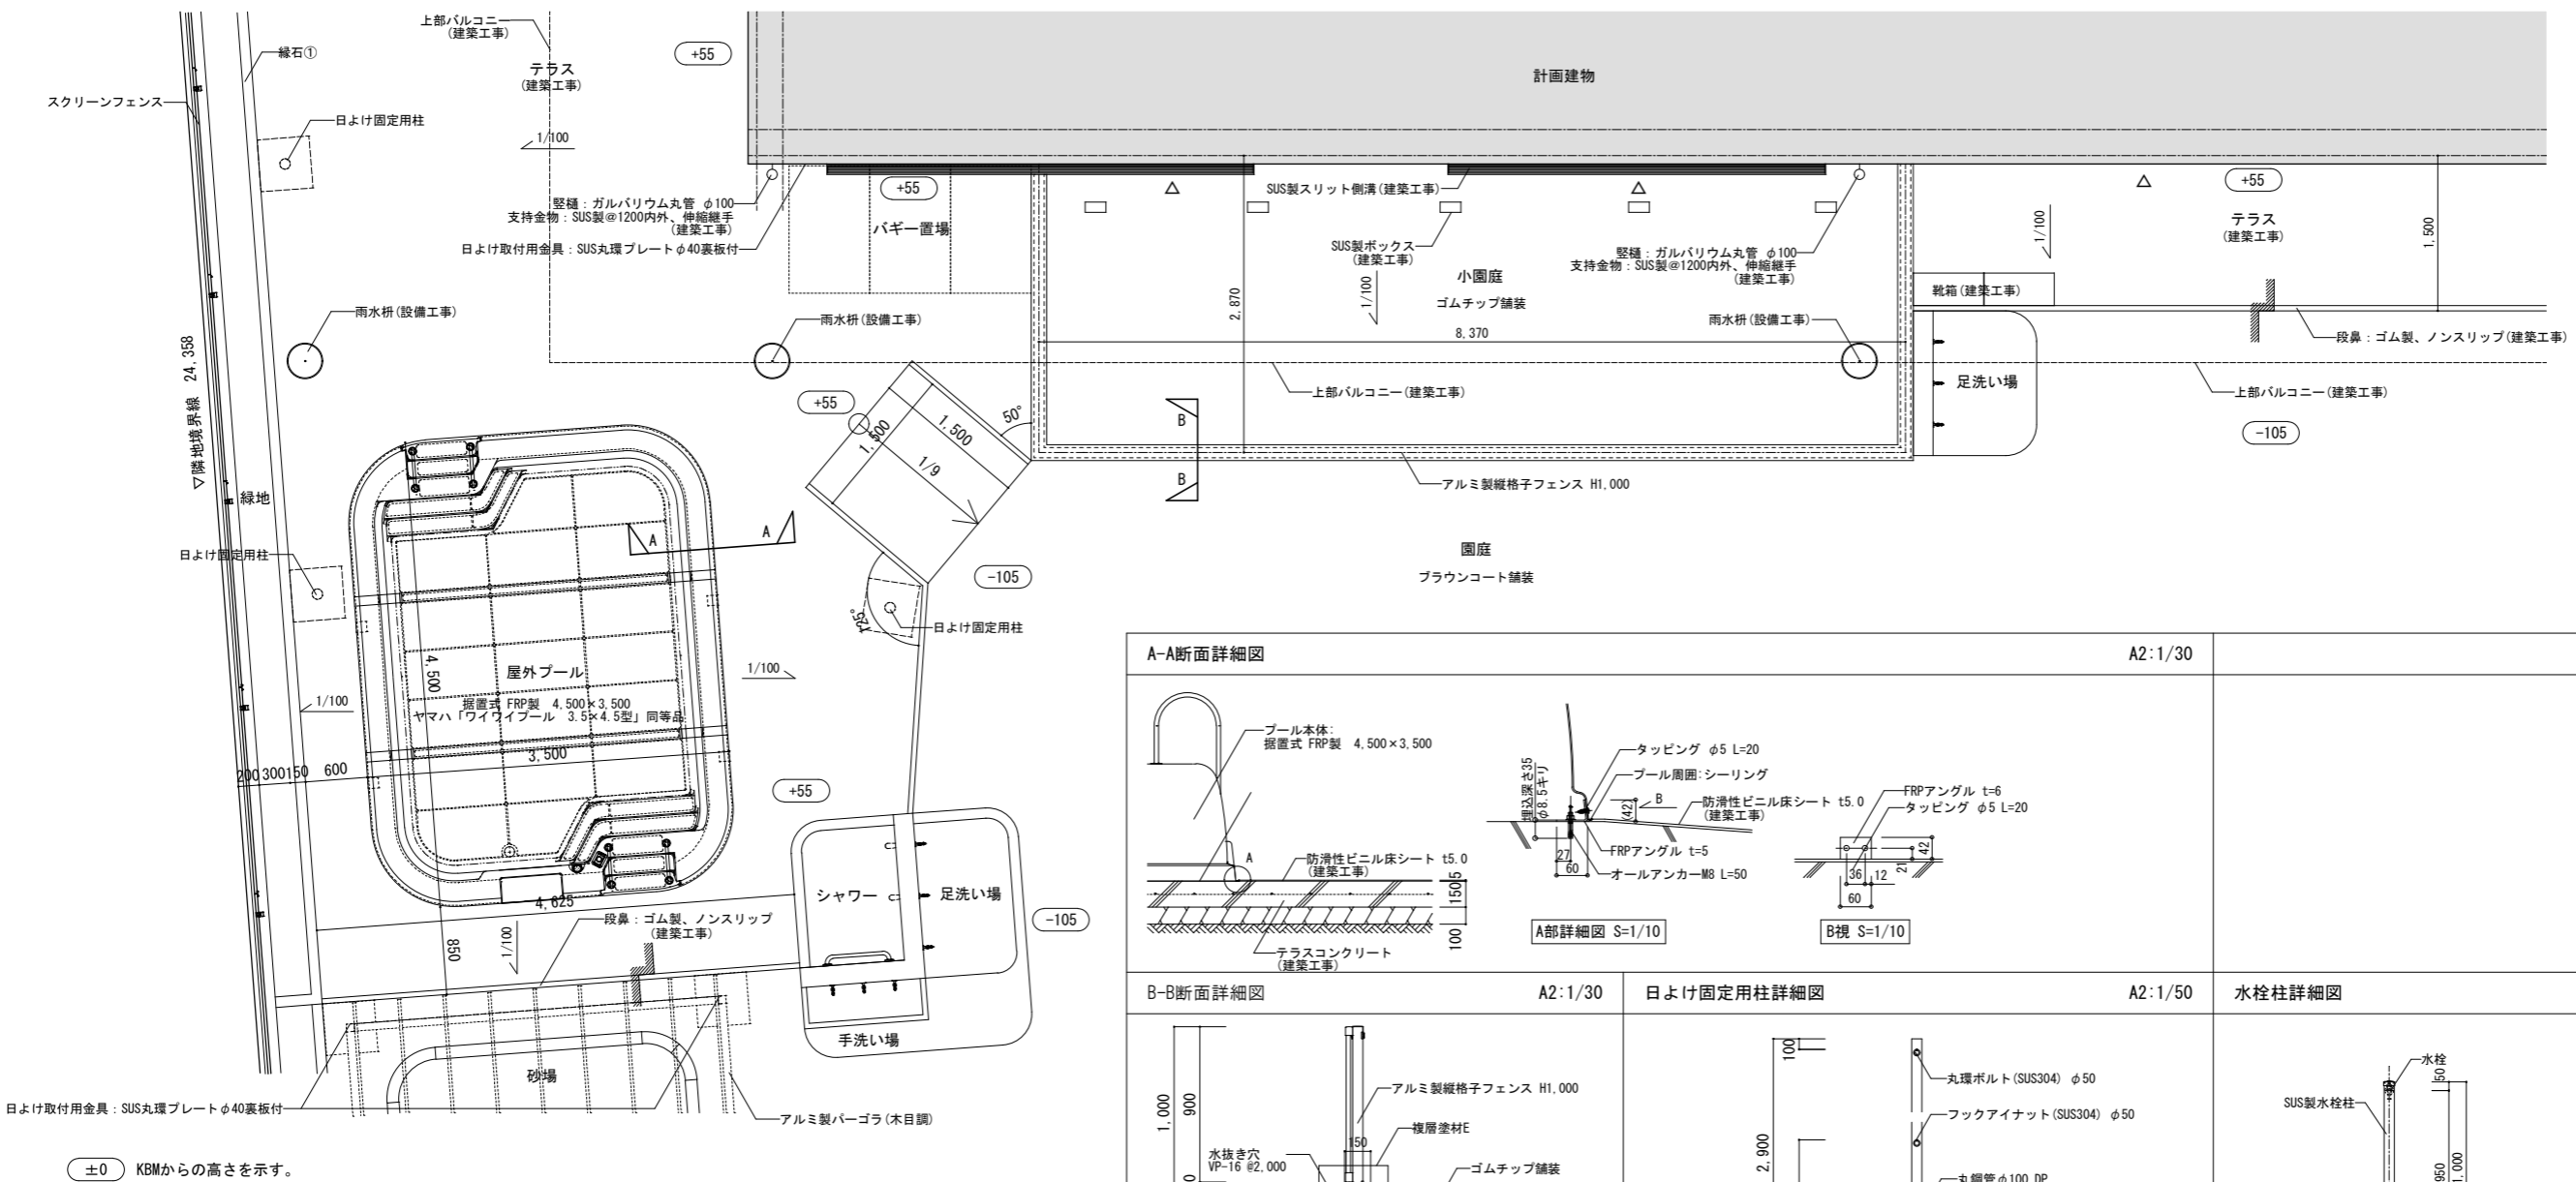 上部バルコニー
(建築工事)
+55
縁石①
テラス
(建築工事)
計画建物
スクリーンフェンス
日よけ固定用柱
1/100
+55
SUS製スリット側溝(建築工事)
+55
竪樋：ガルバリウム丸管 φ100
支持金物：SUS製@1200内外、伸縮継手
(建築工事)
バギー置場
日よけ取付用金具：SUS丸環プレートφ40裏板付
SUS製ボックス
(建築工事)
竪樋：ガルバリウム丸管 φ100
支持金物：SUS製@1200内外、伸縮継手
(建築工事)
テラス
(建築工事)
1/100
1,500
小園庭
ゴムチップ舗装
1/100
2,870
8,370
靴箱(建築工事)
雨水桝(設備工事)
雨水桝(設備工事)
雨水桝(設備工事)
段鼻：ゴム製、ノンスリップ(建築工事)
▽隣地境界線 24,358
上部バルコニー(建築工事)
足洗い場
上部バルコニー(建築工事)
+55
50°
1,500
1,500
1/9
B
B
-105
アルミ製縦格子フェンス H1,000
緑地
A
A
園庭
ブラウンコート舗装
日よけ固定用柱
-105
125°
日よけ固定用柱
4,500
屋外プール
据置式 FRP製 4,500×3,500
ヤマハ「ワイワイプール 3.5×4.5型」同等品
1/100
1/100
200
300
150
600
3,500
+55
4,625
シャワー
足洗い場
-105
850
1/100
段鼻：ゴム製、ノンスリップ
(建築工事)
手洗い場
砂場
日よけ取付用金具：SUS丸環プレートφ40裏板付
アルミ製パーゴラ(木目調)
±0 KBMからの高さを示す。
A-A断面詳細図 A2:1/30
プール本体:
据置式 FRP製 4,500×3,500
A
防滑性ビニル床シート t5.0
(建築工事)
5
150
100
テラスコンクリート
(建築工事)
タッピング φ5 L=20
プール周囲:シーリング
埋込深さ35
φ8.5キリ
(42)
B
防滑性ビニル床シート t5.0
(建築工事)
27
60
FRPアングル t=5
オールアンカーM8 L=50
A部詳細図 S=1/10
FRPアングル t=6
タッピング φ5 L=20
36
12
60
21
42
B視 S=1/10
B-B断面詳細図 A2:1/30
1,000
900
アルミ製縦格子フェンス H1,000
複層塗材E
150
水抜き穴
VP-16 @2,000
ゴムチップ舗装
日よけ固定用柱詳細図 A2:1/50
100
丸環ボルト(SUS304) φ50
フックアイナット(SUS304) φ50
2,900
丸鋼管φ100 DP
水栓柱詳細図
水栓
50
SUS製水栓柱
950
1,000